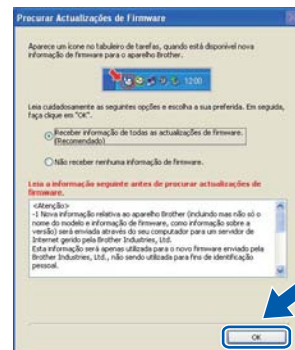 Procurar Actualizações de Firmware
Aparece um ícone no tabuleiro de tarefas, quando está disponível nova
informação de firmware para o aparelho Brother.
12:00
Leia cuidadosamente as seguintes opções e escolha a sua preferida. Em seguida,
faça clique em "OK".
Receber informação de todas as actualizações de firmware.
(Recomendado)
Não receber nenhuma informação de firmware.
Leia a informação seguinte antes de procurar actualizações de
firmware.
<Atenção>
-1 Nova informação relativa ao aparelho Brother (incluindo mas não só o
nome do modelo e informação de firmware, como informação sobre a
versão) será enviada através do seu computador para um servidor de
Internet gerido pela Brother Industries, Ltd.
Esta informação será apenas utilizada para o novo firmware enviado pela
Brother Industries, Ltd., não sendo utilizada para fins de identificação
pessoal.
OK